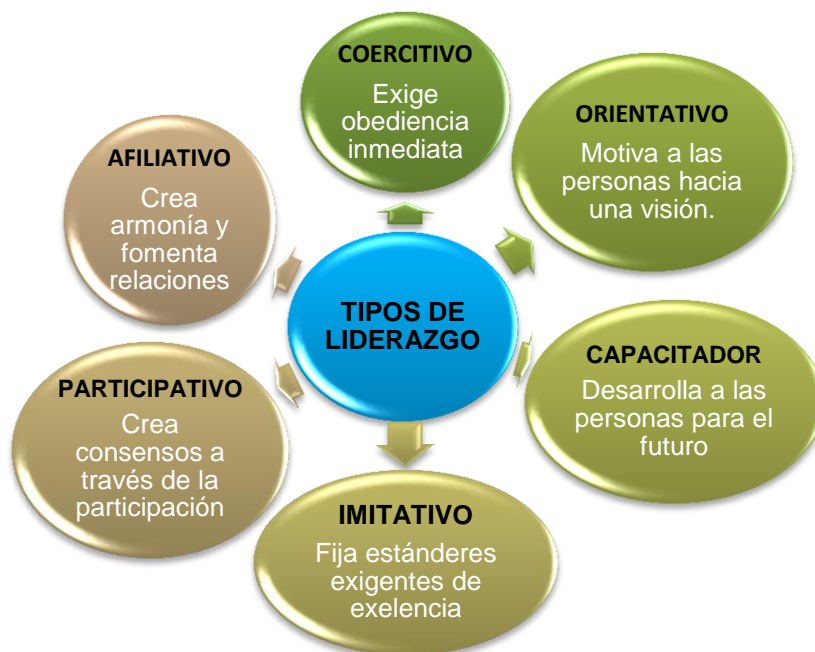 TIPOS DE
LIDERAZGO
COERCITIVO
Exige
obediencia
inmediata
ORIENTATIVO
Motiva a las
personas hacia
una visión.
CAPACITADOR
Desarrolla a las
personas para el
futuro
IMITATIVO
Fija estánderes
exigentes de
exelencia
PARTICIPATIVO
Crea
consensos a
través de la
participación
AFILIATIVO
Crea
armonía y
fomenta
relaciones